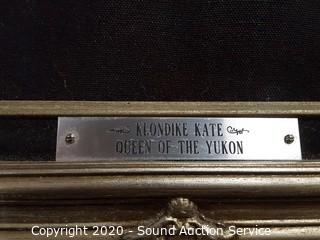 KLONDIKE KATE
QUEEN OF THE YUKON
Copyright 2020 - Sound Auction Service